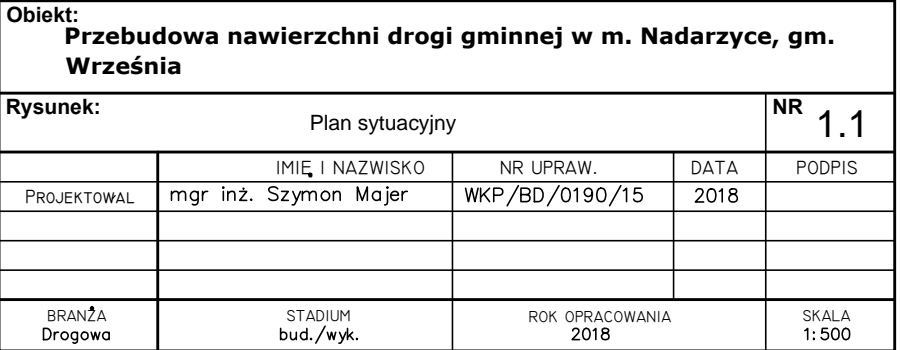 Obiekt:
Przebudowa nawierzchni drogi gminnej w m. Nadarzyce, gm.
Września
Rysunek:
Plan sytuacyjny
NR 1.1
IMIĘ I NAZWISKO NR UPRAW. DATA PODPIS
PROJEKTOWAL mgr inż. Szymon Majer WKP/BD/0190/15 2018
BRANŻA STADIUM ROK OPRACOWANIA SKALA
Drogowa bud./wyk. 2018 1:500